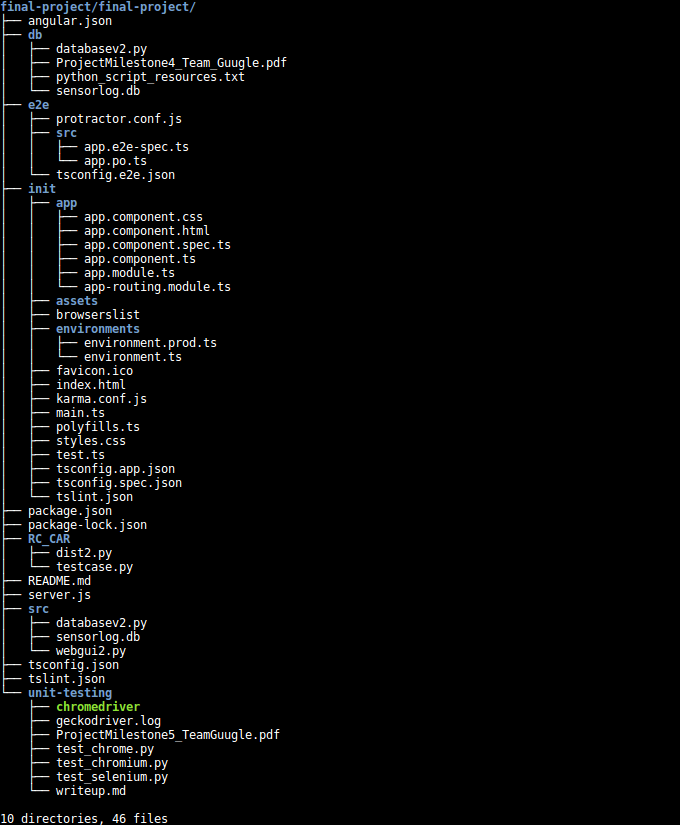 final-project/final-project/
├── angular.json
├── db
│   ├── databasev2.py
│   ├── ProjectMilestone4_Team_Guugle.pdf
│   ├── python_script_resources.txt
│   └── sensorlog.db
├── e2e
│   ├── protractor.conf.js
│   ├── src
│   │   ├── app.e2e-spec.ts
│   │   └── app.po.ts
│   └── tsconfig.e2e.json
├── init
│   ├── app
│   │   ├── app.component.css
│   │   ├── app.component.html
│   │   ├── app.component.spec.ts
│   │   ├── app.component.ts
│   │   ├── app.module.ts
│   │   └── app-routing.module.ts
│   ├── assets
│   ├── browserslist
│   ├── environments
│   │   ├── environment.prod.ts
│   │   └── environment.ts
│   ├── favicon.ico
│   ├── index.html
│   ├── karma.conf.js
│   ├── main.ts
│   ├── polyfills.ts
│   ├── styles.css
│   ├── test.ts
│   ├── tsconfig.app.json
│   ├── tsconfig.spec.json
│   └── tslint.json
├── package.json
├── package-lock.json
├── RC_CAR
│   ├── dist2.py
│   └── testcase.py
├── README.md
├── server.js
├── src
│   ├── databasev2.py
│   ├── sensorlog.db
│   └── webgui2.py
├── tsconfig.json
├── tslint.json
└── unit-testing
    ├── chromedriver
    ├── geckodriver.log
    ├── ProjectMilestone5_TeamGuugle.pdf
    ├── test_chrome.py
    ├── test_chromium.py
    ├── test_selenium.py
    └── writeup.md

10 directories, 46 files